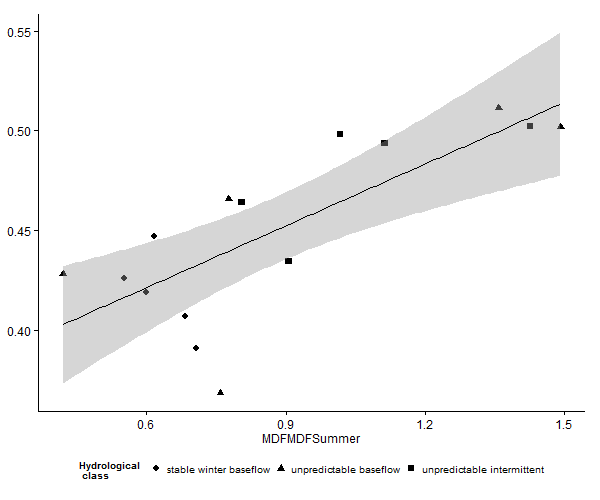 0.55
0.50
0.45
0.40
0.6 0.9 1.2 1.5
MDFMDFSummer
Hydrological
class
stable winter baseflow unpredictable baseflow unpredictable intermittent